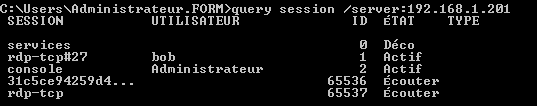 C:\Users\Administrateur.FORM>query session /server:192.168.1.201
SESSION UTILISATEUR ID ÉTAT TYPE
services 0 Déco
rdp-tcp#27 bob 1 Actif
console Administrateur 2 Actif
31c5ce94259d4... 65536 Écouter
rdp-tcp 65537 Écouter